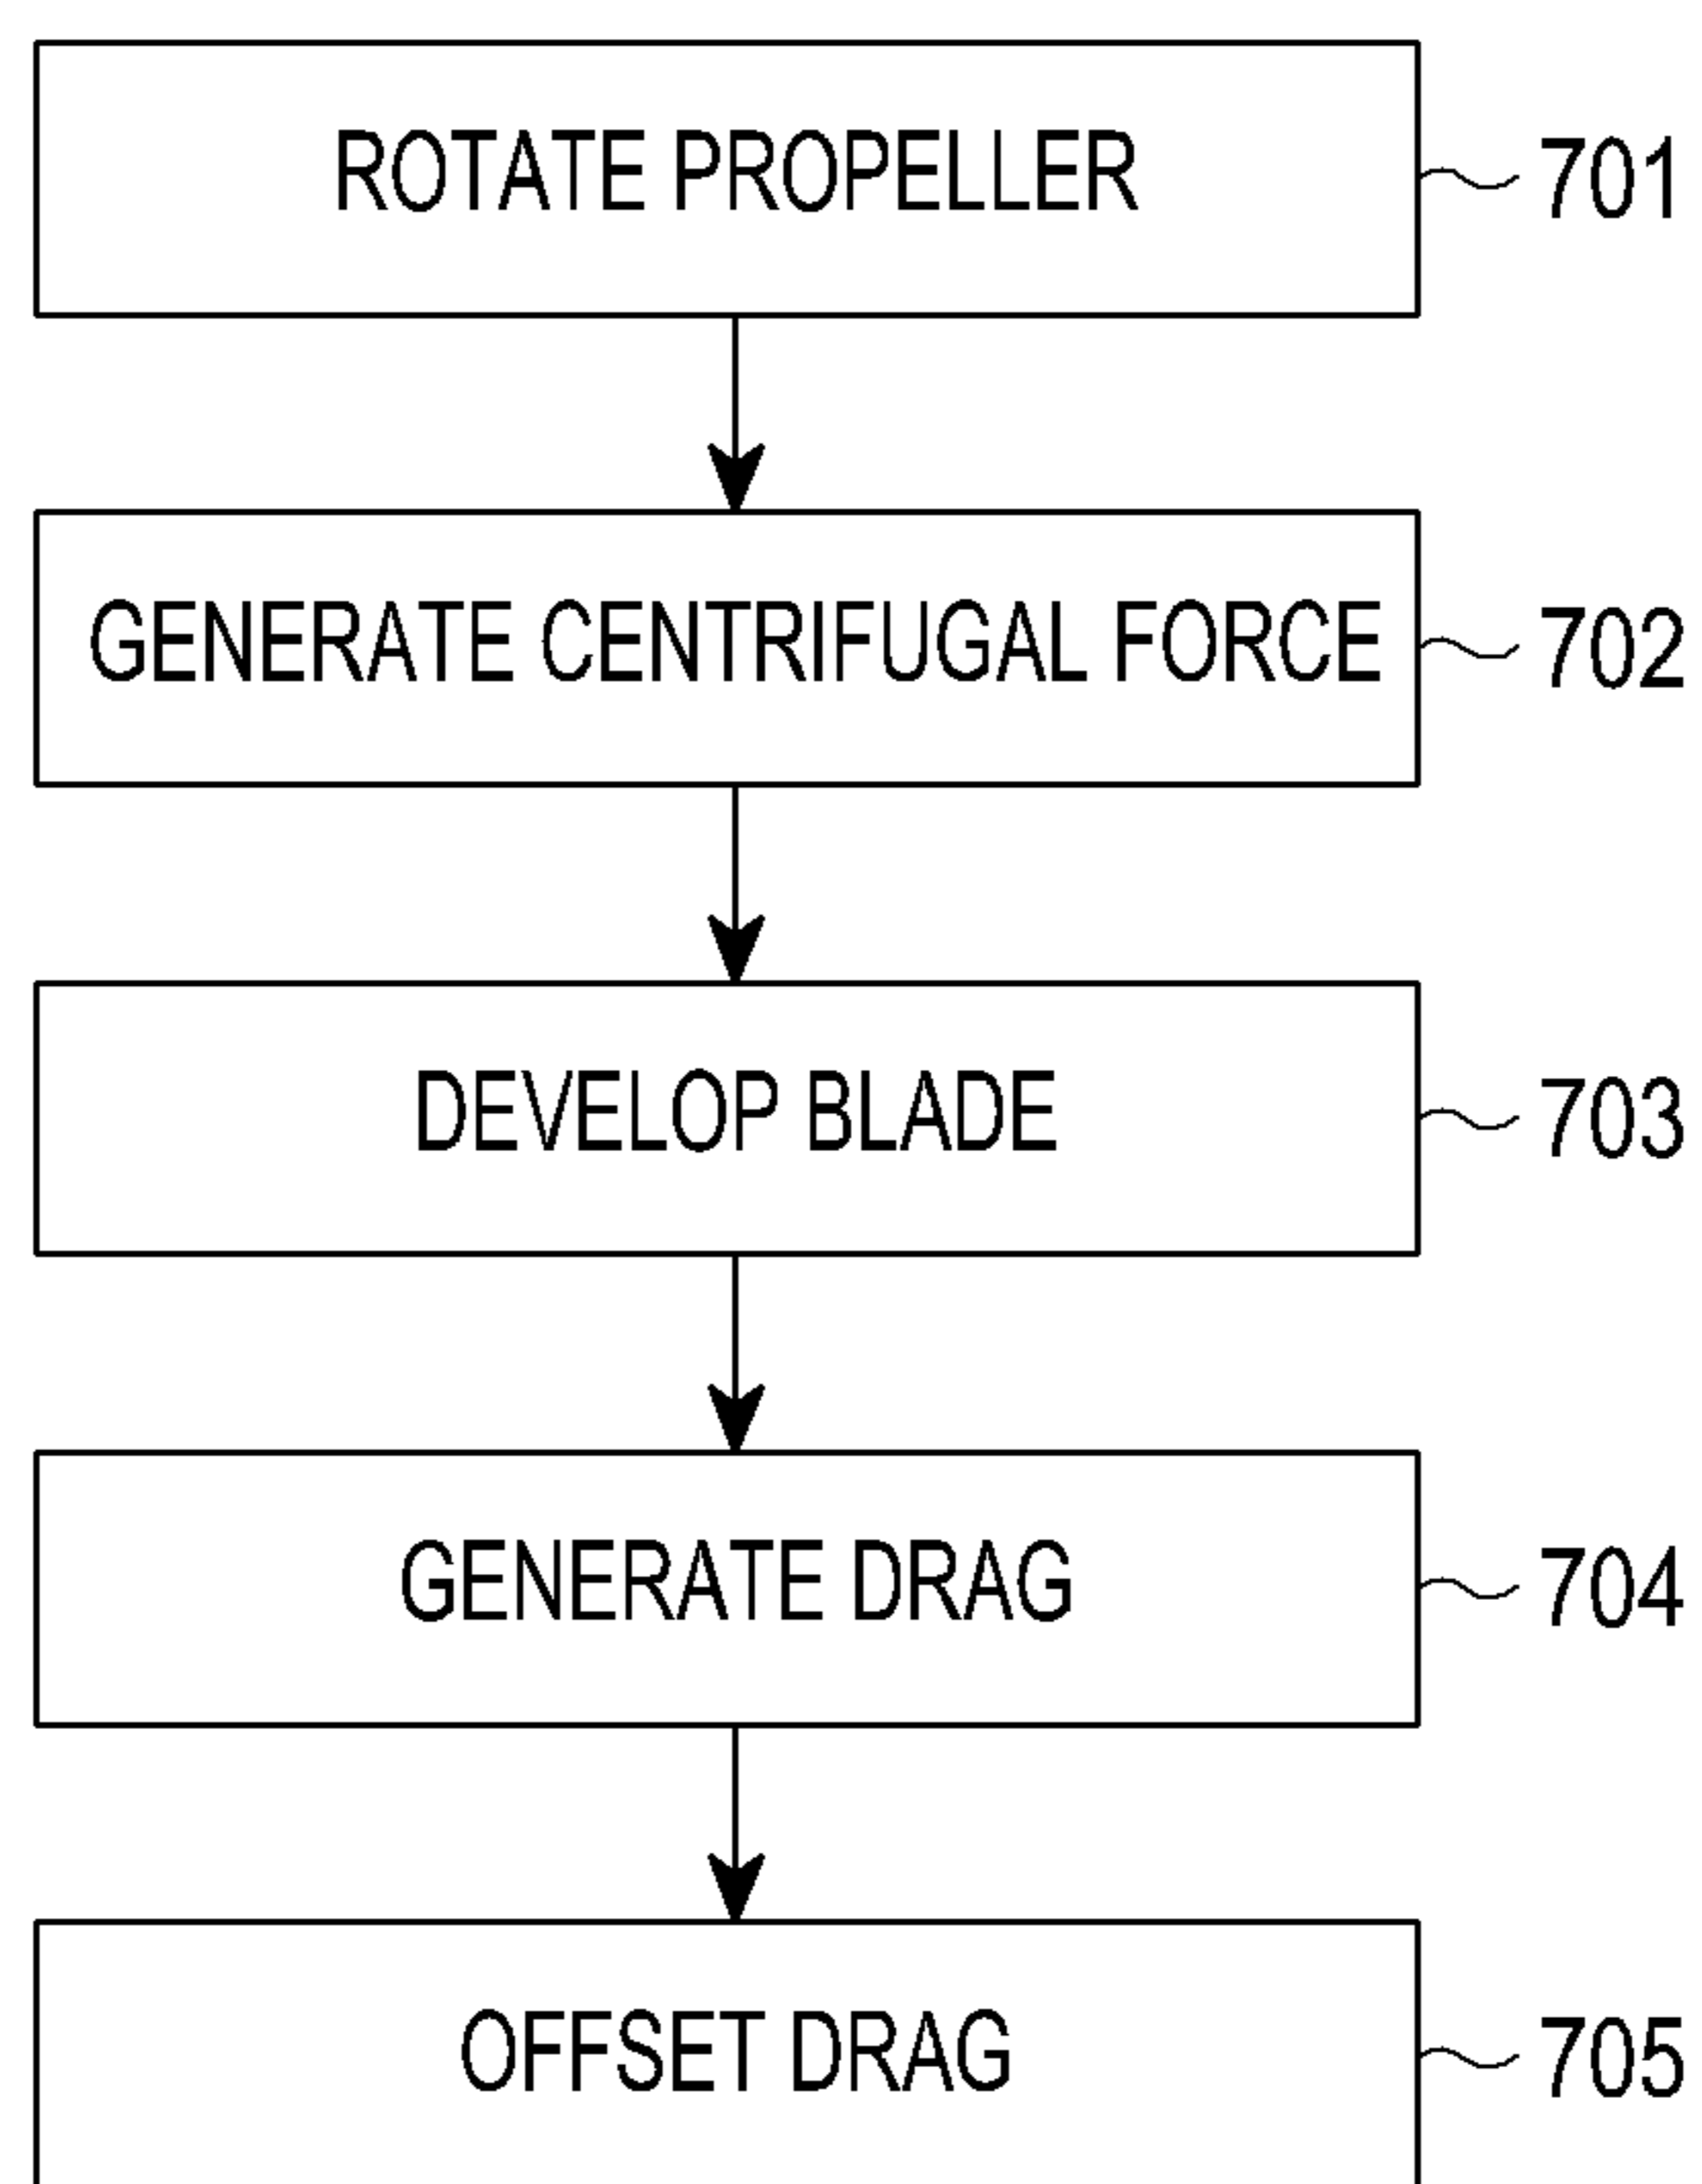 ROTATE PROPELLER 701
GENERATE CENTRIFUGAL FORCE 702
DEVELOP BLADE 703
GENERATE DRAG 704
OFFSET DRAG 705